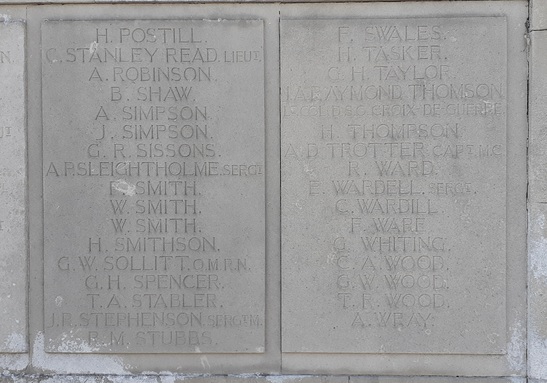 H. POSTILL.
G. STANLEY READ. LIEUT.
A. ROBINSON.
B. SHAW.
A. SIMPSON.
J. SIMPSON.
G. R. SISSONS.
A.P. SLEIGHTHOLME. SERGT.
SMITH.
W. SMITH.
W. SMITH.
H. SMITHSON.
G. W. SOLLITT.
G. H. SPENCER.
T. A. STABLER.
J. R. STEPHENSON.
R. M. STUBBS.
F. SWALES.
H. TASKER.
G. H. TAYLOR.
RAYMOND THOMSON
CROIX DE GUERRE.
H. THOMPSON.
A. D. TROTTER. CAPT. M.C.
R. WARD.
E. WARDELL. SERGT.
C. WARDILL.
F. WARE.
G. WHITING.
C. A. WOOD.
G. W. WOOD.
T. R. WOOD.
A. WRAY.